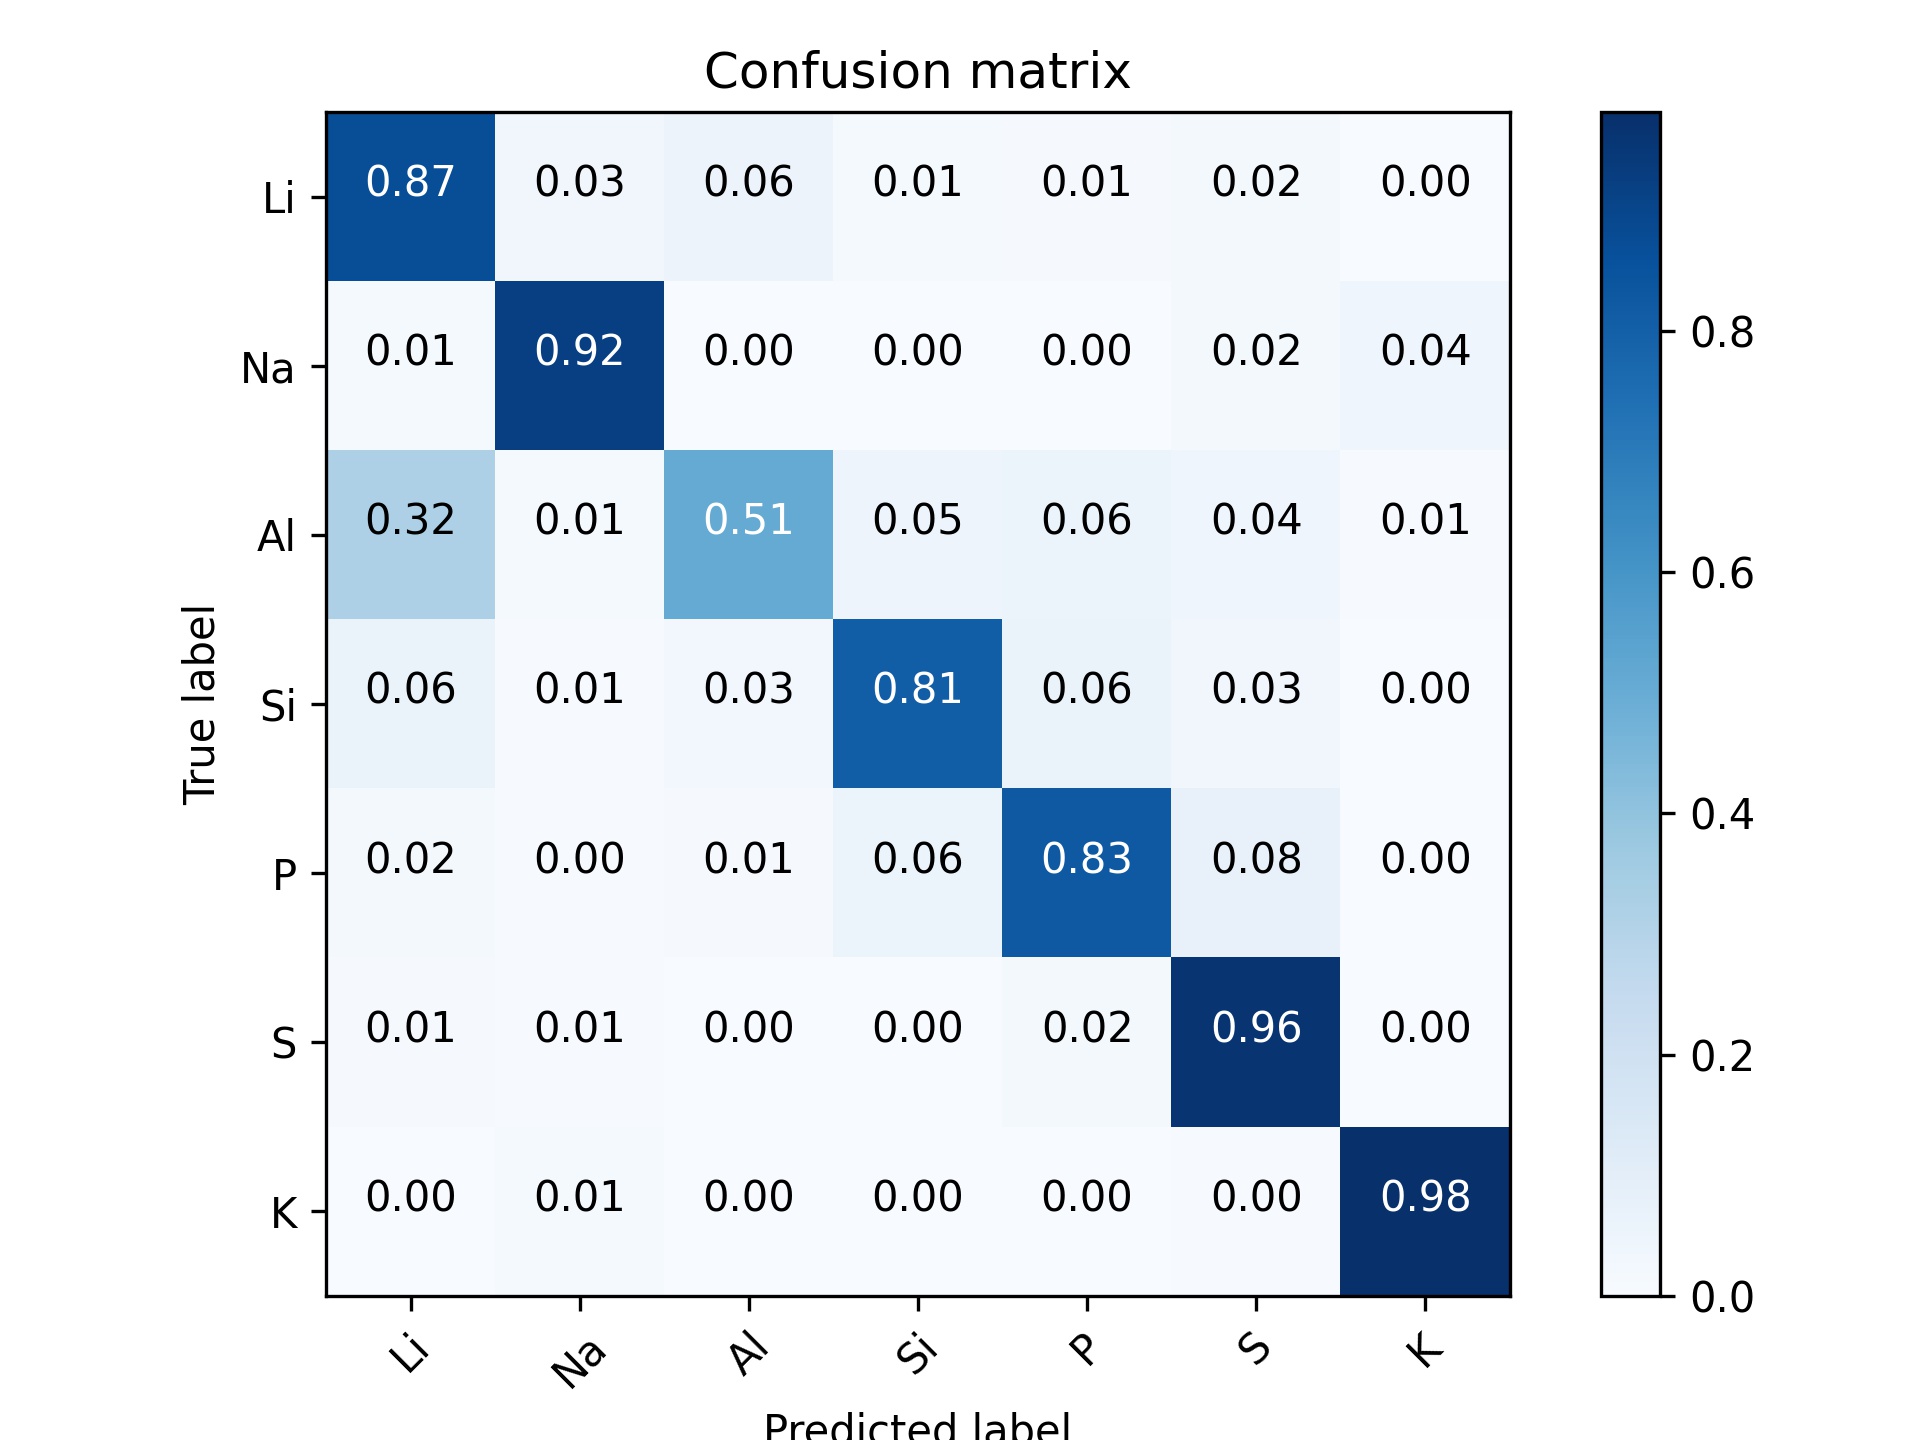 Confusion matrix
Li 0.87 0.03 0.06 0.01 0.01 0.02 0.00
Na 0.01 0.92 0.00 0.00 0.00 0.02 0.04
Al 0.32 0.01 0.51 0.05 0.06 0.04 0.01
Si 0.06 0.01 0.03 0.81 0.06 0.03 0.00
P 0.02 0.00 0.01 0.06 0.83 0.08 0.00
S 0.01 0.01 0.00 0.00 0.02 0.96 0.00
K 0.00 0.01 0.00 0.00 0.00 0.00 0.98
True label
Li Na Al Si P S K
Predicted label
0.8
0.6
0.4
0.2
0.0